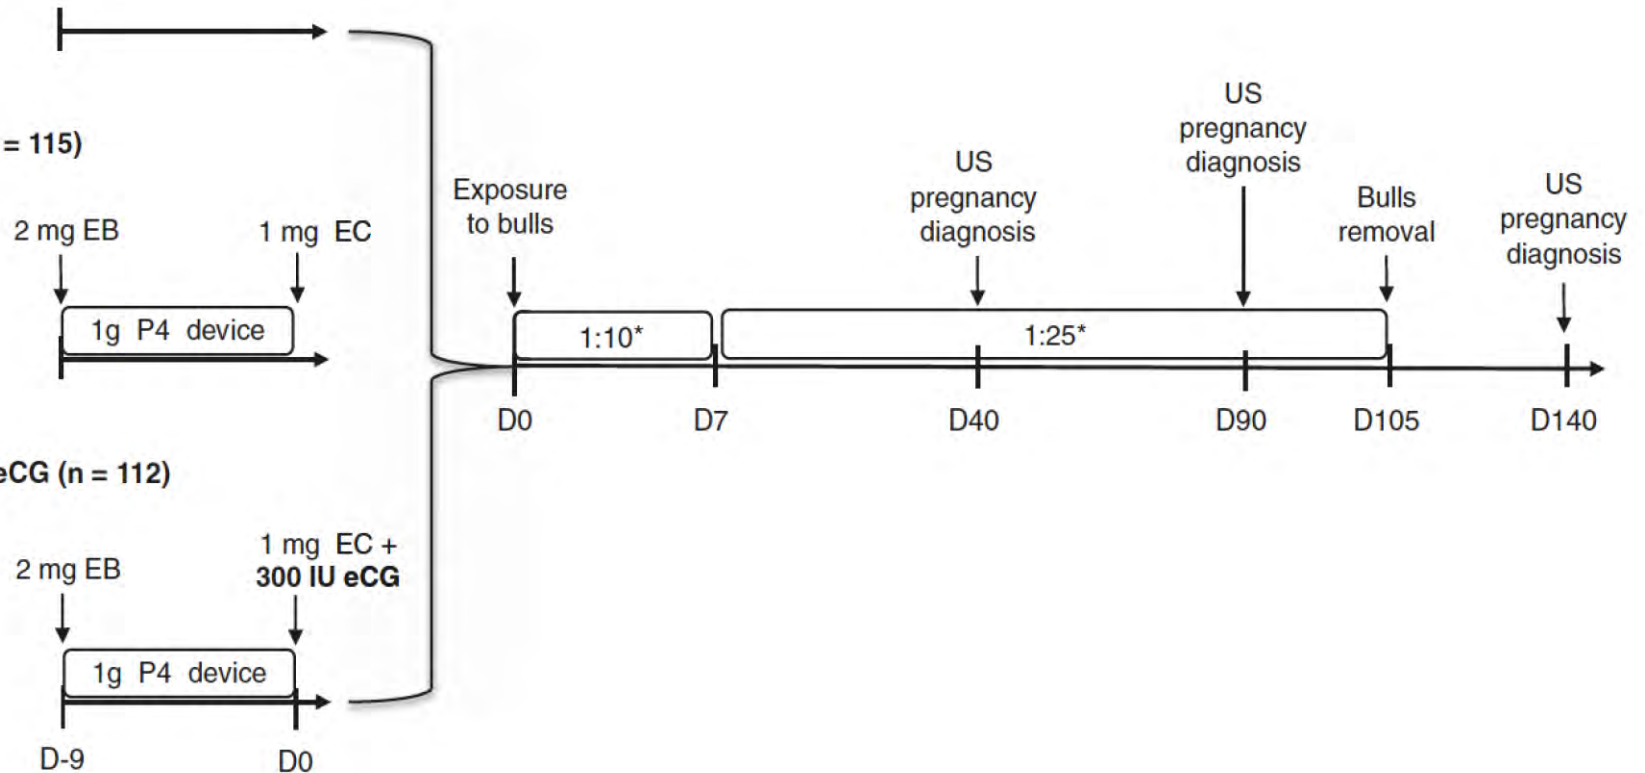 = 115)
2 mg EB
1 mg EC
1g P4 device
eCG (n = 112)
2 mg EB
1 mg EC +
300 IU eCG
1g P4 device
D-9
D0
Exposure
to bulls
US
pregnancy
diagnosis
US
pregnancy
diagnosis
Bulls
removal
US
pregnancy
diagnosis
1:10*
1:25*
D0
D7
D40
D90
D105
D140